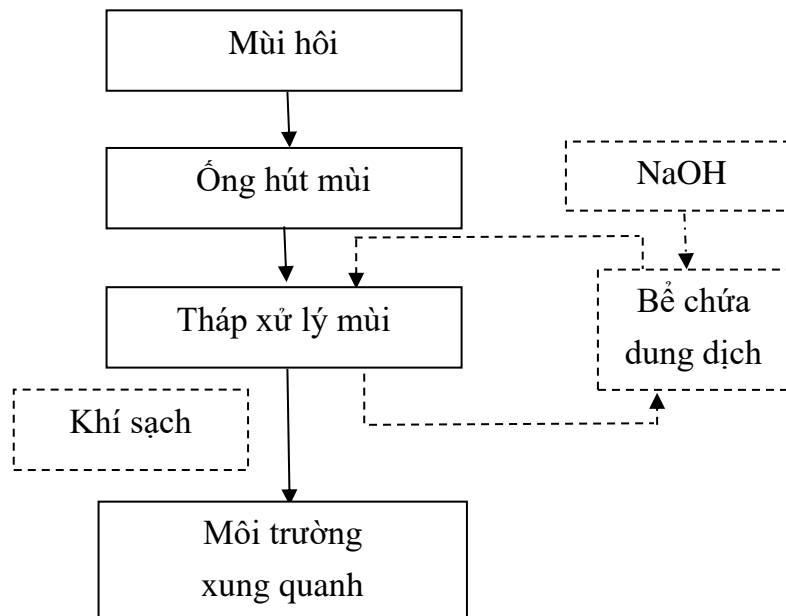 Mùi hôi
Ống hút mùi
NaOH
Tháp xử lý mùi
Bể chứa
dung dịch
Khí sạch
Môi trường
xung quanh